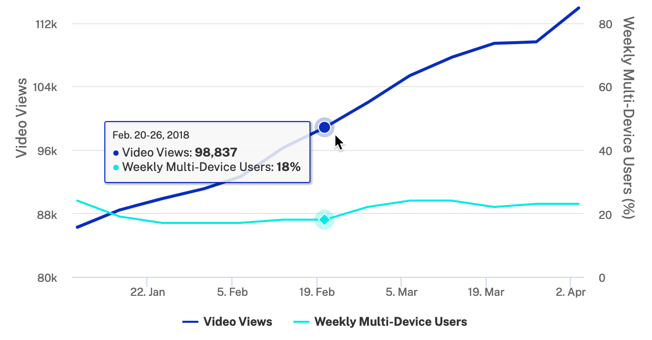 112k
104k
96k
88k
80k
Video Views
80
60
40
20
0
Weekly Multi-Device Users (%)
Feb. 20-26, 2018
Video Views: 98,837
Weekly Multi-Device Users: 18%
22. Jan
5. Feb
19. Feb
5. Mar
19. Mar
2. Apr
Video Views
Weekly Multi-Device Users